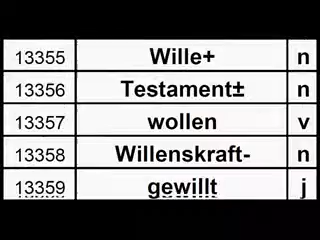 13355 Wille+ n
13356 Testament± n
13357 wollen v
13358 Willenskraft- n
13359 gewillt j